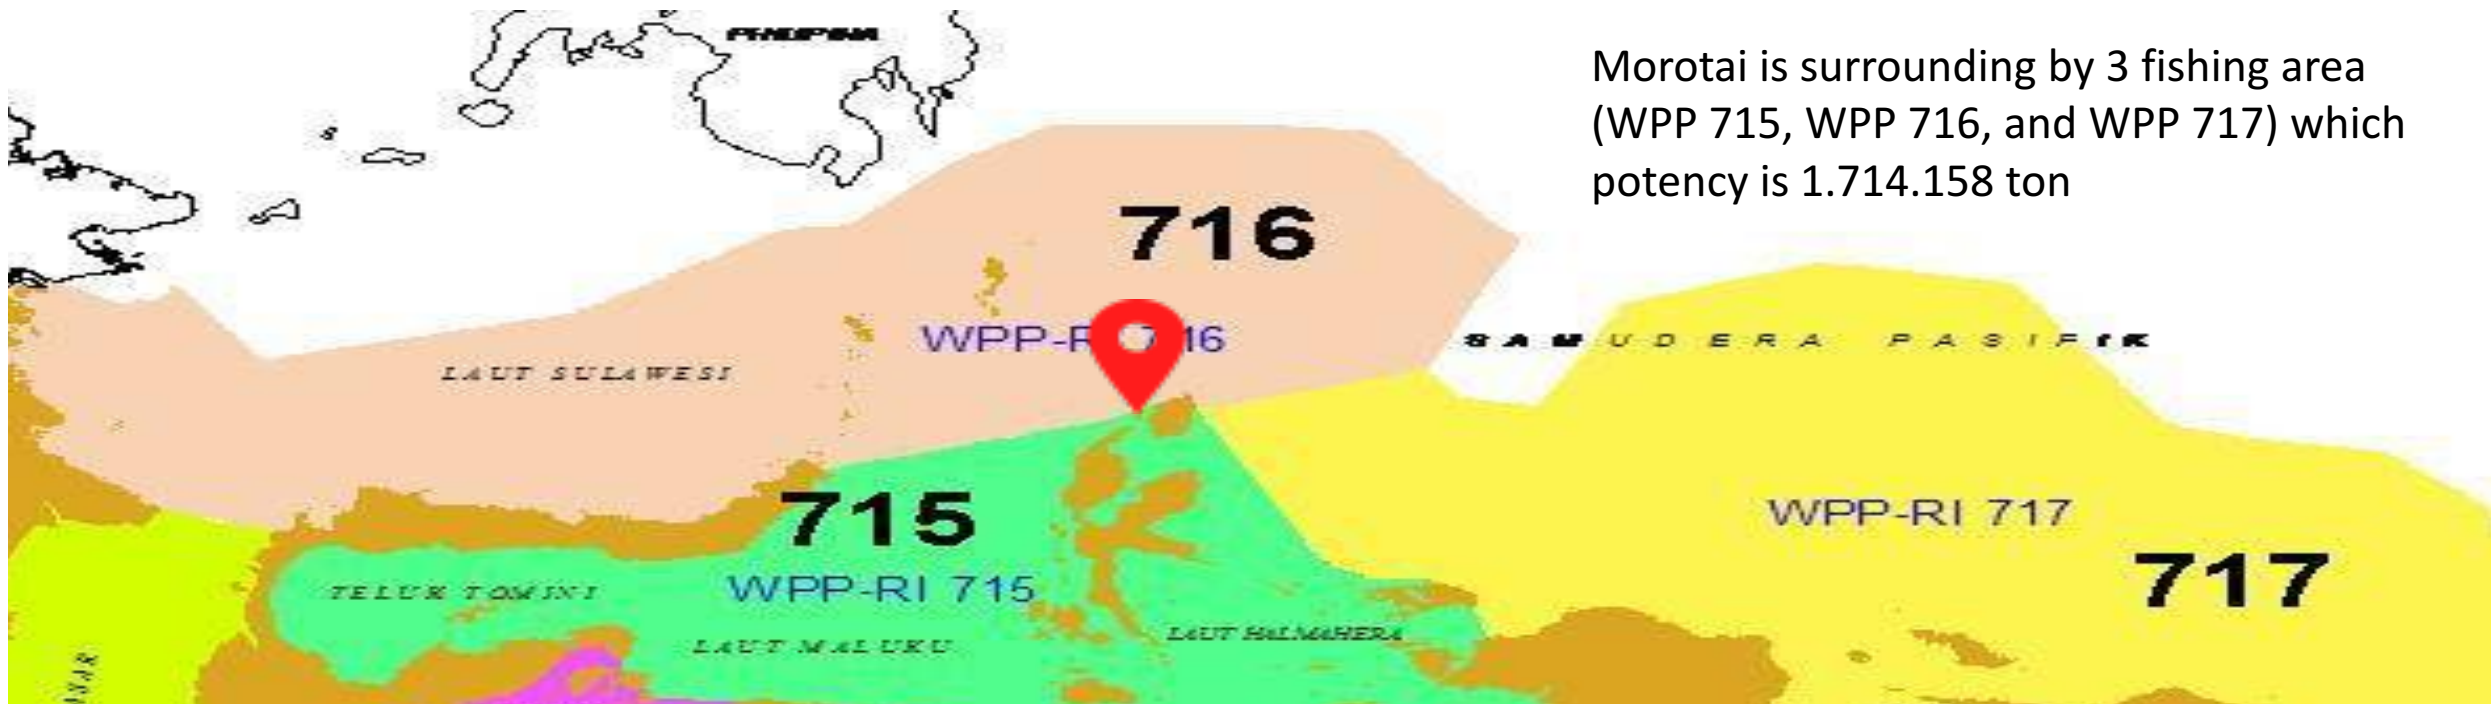 PHILIPINA
Morotai is surrounding by 3 fishing area
(WPP 715, WPP 716, and WPP 717) which
potency is 1.714.158 ton
716
WPP-RI 716
SAMUDERA PASIFIK
LAUT SULAWESI
715
WPP-RI 717
717
TELUK TOMINI
WPP-RI 715
LAUT MALUKU
LAUT HALMAHERA